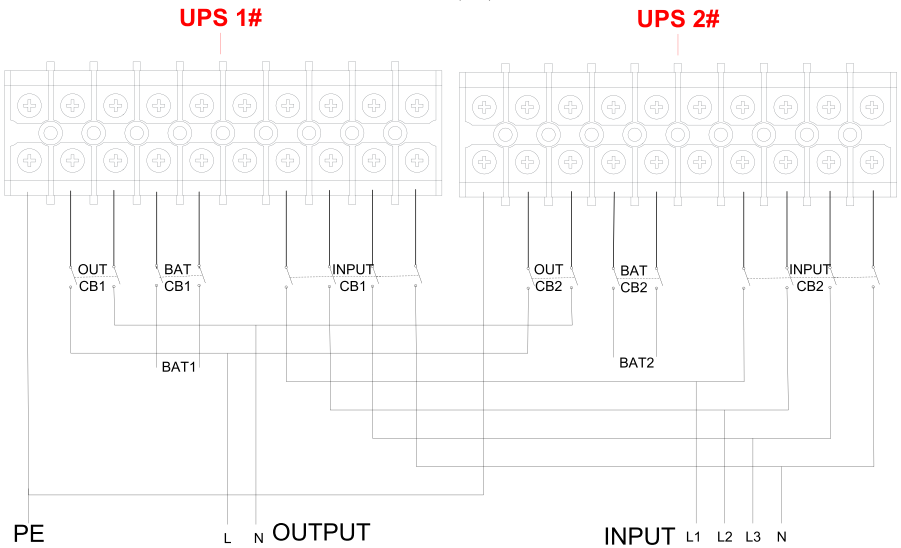 UPS 1#
UPS 2#
OUT
CB1
BAT
CB1
INPUT
CB1
OUT
CB2
BAT
CB2
INPUT
CB2
BAT1
BAT2
PE
L N OUTPUT
INPUT L1 L2 L3 N